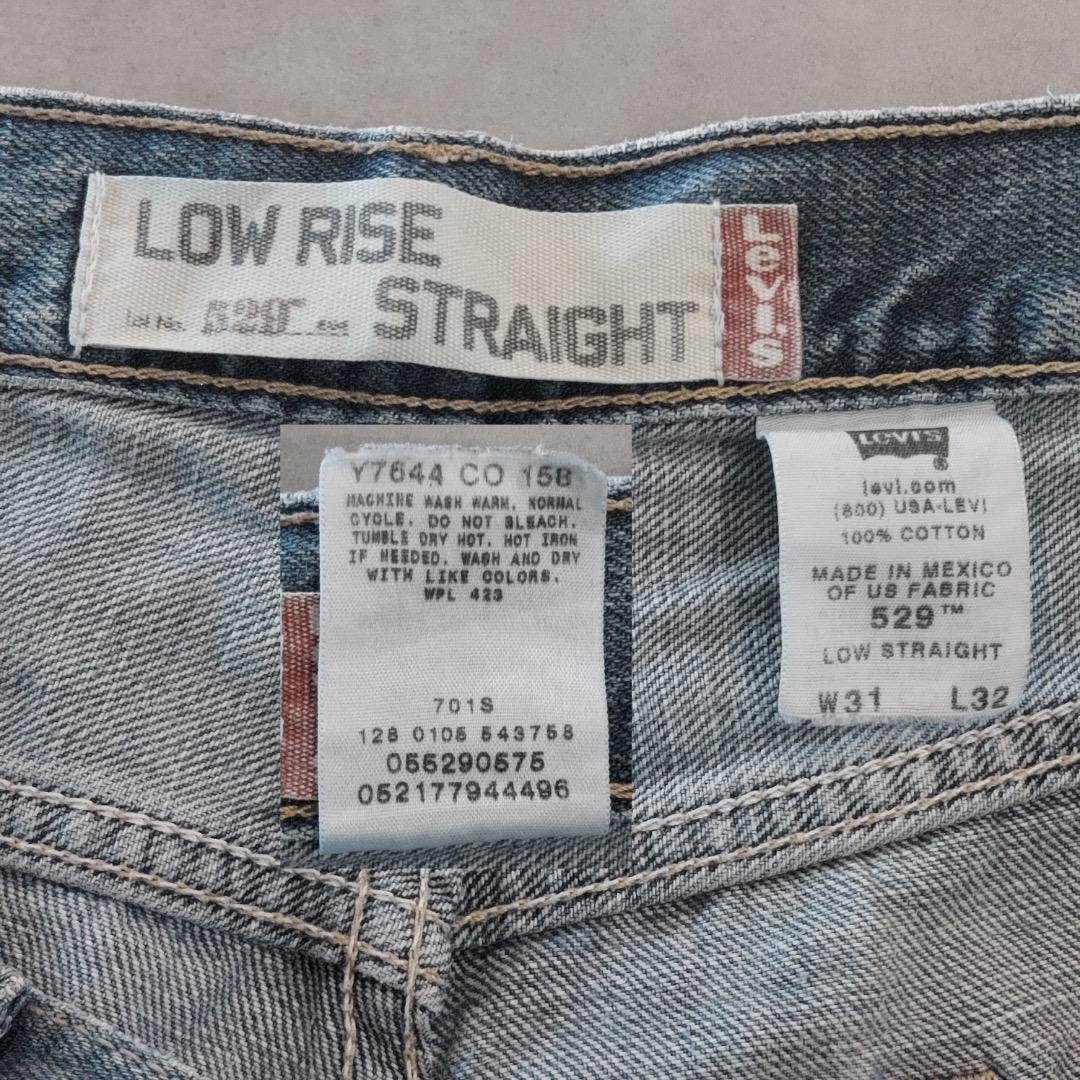 LOW RISE
STRAIGHT
Lot No. 529™
LEVI'S
Y7644 CO 15B
MACHINE WASH WARM, NORMAL
CYCLE. DO NOT BLEACH.
TUMBLE DRY HOT. HOT IRON
IF NEEDED. WASH AND DRY
WITH LIKE COLORS.
WPL 423
701S
128 0105 543758
055290575
052177944496
LEVI'S
®
levi.com
(800) USA-LEVI
100% COTTON
MADE IN MEXICO
OF US FABRIC
529™
LOW STRAIGHT
W31 L32